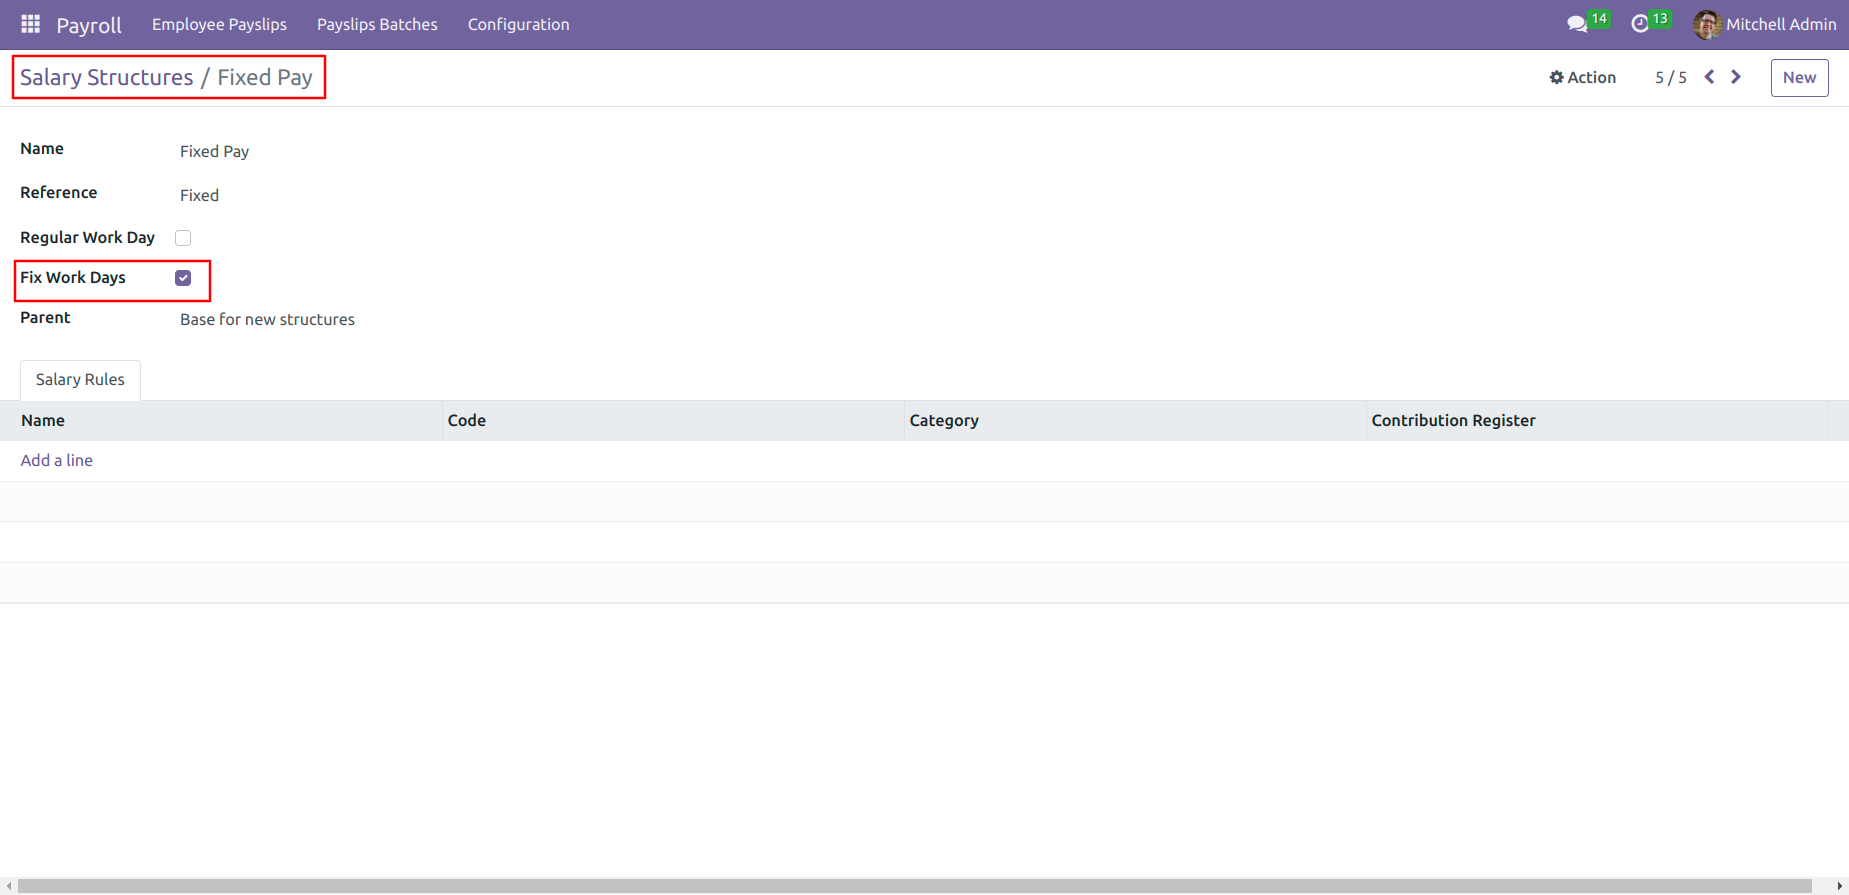 Payroll Employee Payslips Payslips Batches Configuration 14 13 Mitchell Admin
Salary Structures / Fixed Pay Action 5 / 5 New
Name Fixed Pay
Reference Fixed
Regular Work Day
Fix Work Days
Parent Base for new structures
Salary Rules
Name Code Category Contribution Register
Add a line